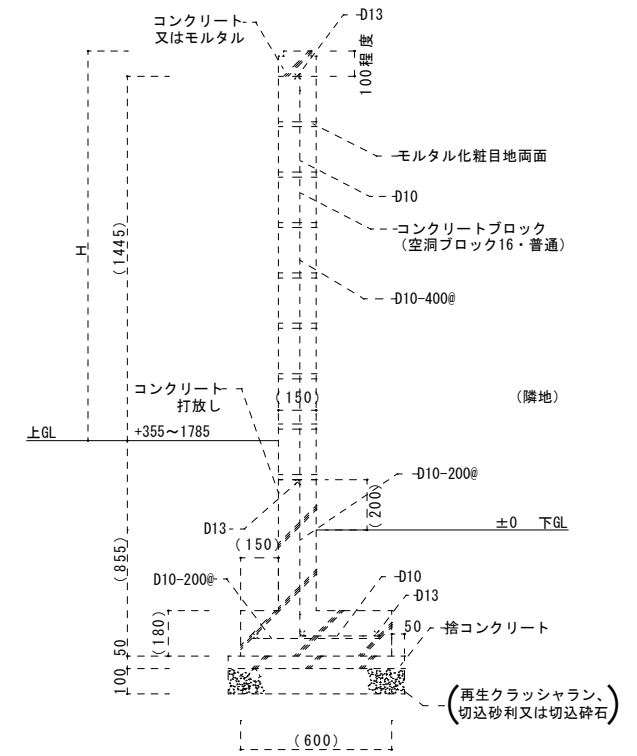 コンクリート
又はモルタル
D13
100程度
モルタル化粧目地両面
D10
コンクリートブロック
(空洞ブロック16・普通)
H
(1445)
D10-400@
コンクリート
打放し
(150)
(隣地)
上GL
+355～1785
D10-200@
(200)
D13
±0 下GL
(150)
(855)
D10-200@
D10
D13
(180)
50
捨コンクリート
50
100
(再生クラッシャラン、
切込砂利又は切込砕石)
(600)